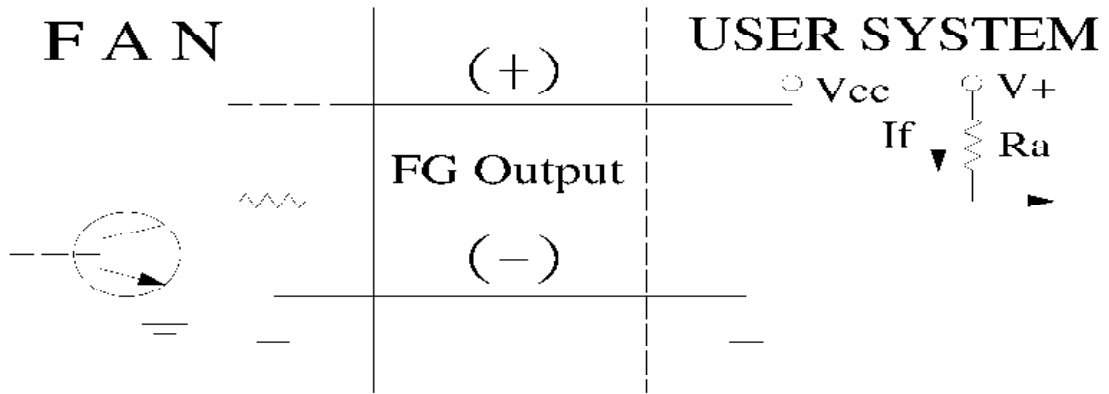 F A N
USER SYSTEM
(+)
Vcc
V+
If
Ra
FG Output
(-)